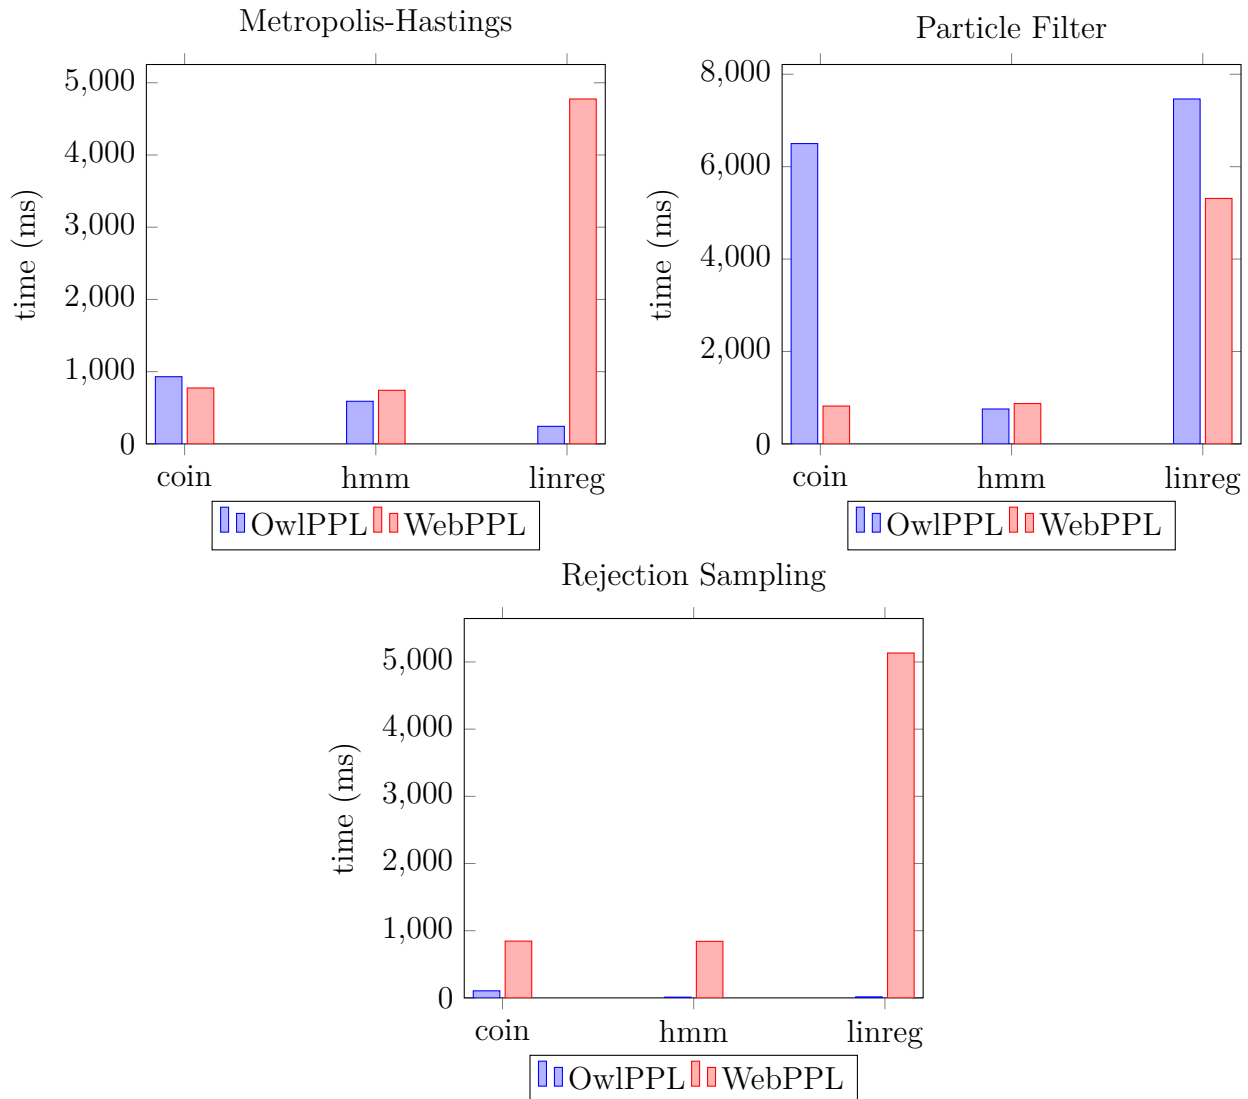 Metropolis-Hastings
time (ms)
5,000
4,000
3,000
2,000
1,000
0
coin hmm linreg
OwlPPL WebPPL
Particle Filter
time (ms)
8,000
6,000
4,000
2,000
0
coin hmm linreg
OwlPPL WebPPL
Rejection Sampling
time (ms)
5,000
4,000
3,000
2,000
1,000
0
coin hmm linreg
OwlPPL WebPPL